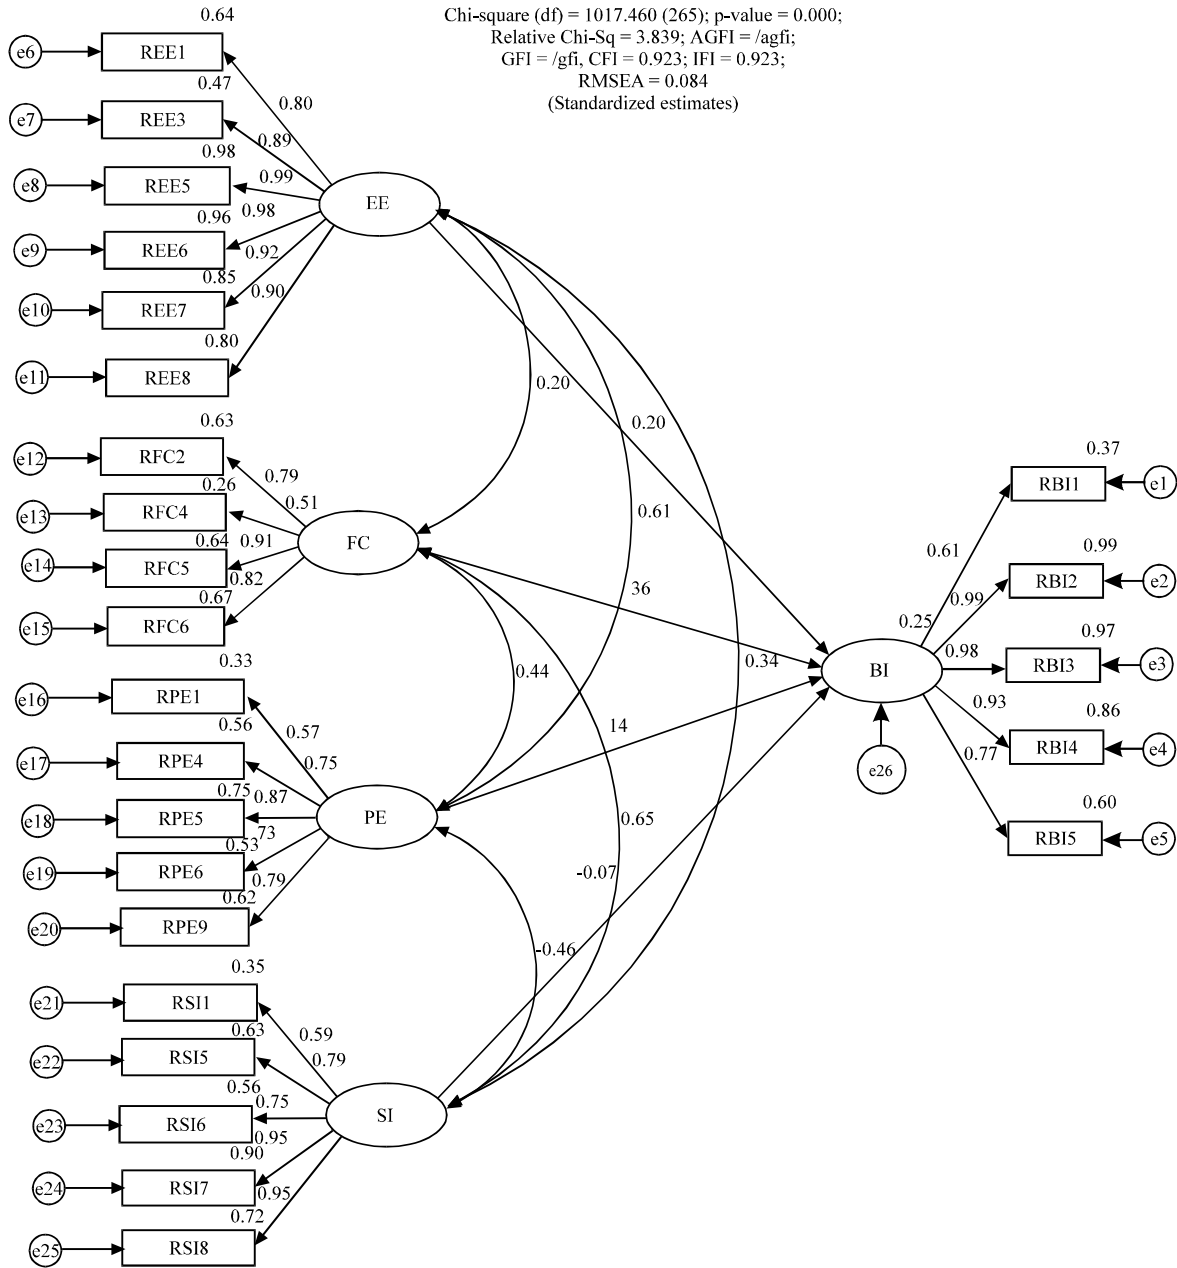 Chi-square (df) = 1017.460 (265); p-value = 0.000;
Relative Chi-Sq = 3.839; AGFI = /agfi;
GFI = /gfi, CFI = 0.923; IFI = 0.923;
RMSEA = 0.084
(Standardized estimates)
0.64
e6
REE1
0.80
0.47
e7
REE3
0.89
0.98
e8
REE5
0.99
EE
0.96
0.98
e9
REE6
0.92
0.85
e10
REE7
0.90
0.80
e11
REE8
0.20
0.20
0.63
e12
RFC2
0.79
0.26
e13
RFC4
0.51
FC
0.64
0.91
e14
RFC5
0.82
0.67
e15
RFC6
0.61
36
0.44
0.34
0.33
e16
RPE1
0.57
0.56
e17
RPE4
0.75
0.75
0.87
PE
e18
RPE5
.73
0.53
e19
RPE6
0.79
0.62
e20
RPE9
14
0.65
-0.07
-0.46
0.35
e21
RSI1
0.59
0.63
e22
RSI5
0.79
0.56
0.75
SI
e23
RSI6
0.95
0.90
e24
RSI7
0.95
0.72
e25
RSI8
0.25
BI
e26
0.37
RBI1
e1
0.61
0.99
RBI2
e2
0.99
0.97
RBI3
e3
0.98
0.86
RBI4
e4
0.93
0.60
RBI5
e5
0.77